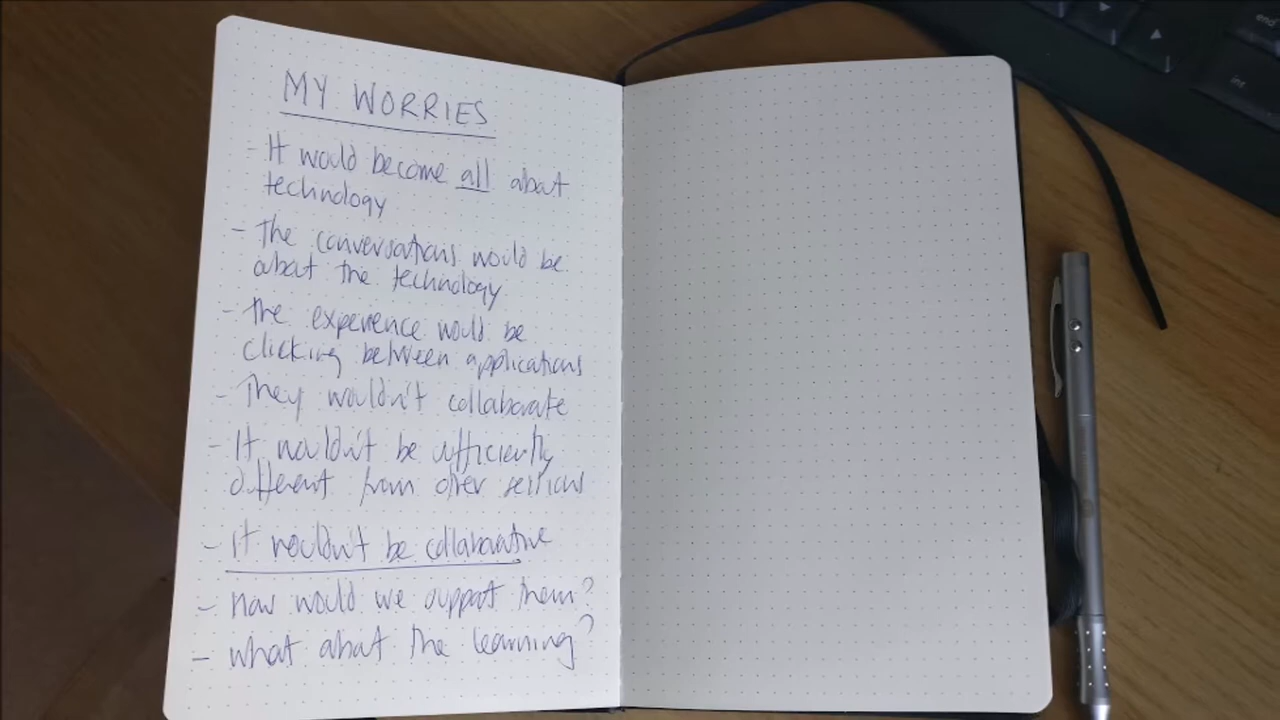 MY WORRIES
- It would become all about
technology
- The conversations would be
about the technology
- The experience would be
clicking between applications
- They wouldn't collaborate
- It wouldn't be sufficiently
different from other sessions
- It wouldn't be collaborative
- How would we support them?
- What about the learning?
end
int